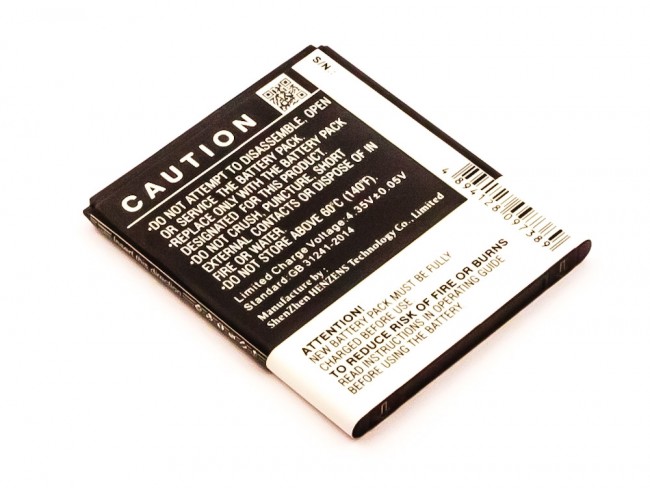 S/N:
CAUTION
•DO NOT ATTEMPT TO DISASSEMBLE, OPEN
OR SERVICE THE BATTERY PACK.
•REPLACE ONLY WITH THE BATTERY PACK
DESIGNATED FOR THIS PRODUCT.
•DO NOT CRUSH, PUNCTURE, SHORT
EXTERNAL CONTACTS OR DISPOSE OF IN
FIRE OR WATER
•DO NOT STORE ABOVE 60°C (140°F).
Limited Charge Voltage: 4.35V±0.05V
Standard:GB 31241-2014
Manufacture by :
ShenZhen HENZENS Technology Co., Limited
ATTENTION:
NEW BATTERY PACK MUST BE FULLY
CHARGED BEFORE USE
TO REDUCE RISK OF FIRE OR BURNS
READ INSTRUCTIONS IN OPERATING GUIDE
BEFORE USING THE BATTERY